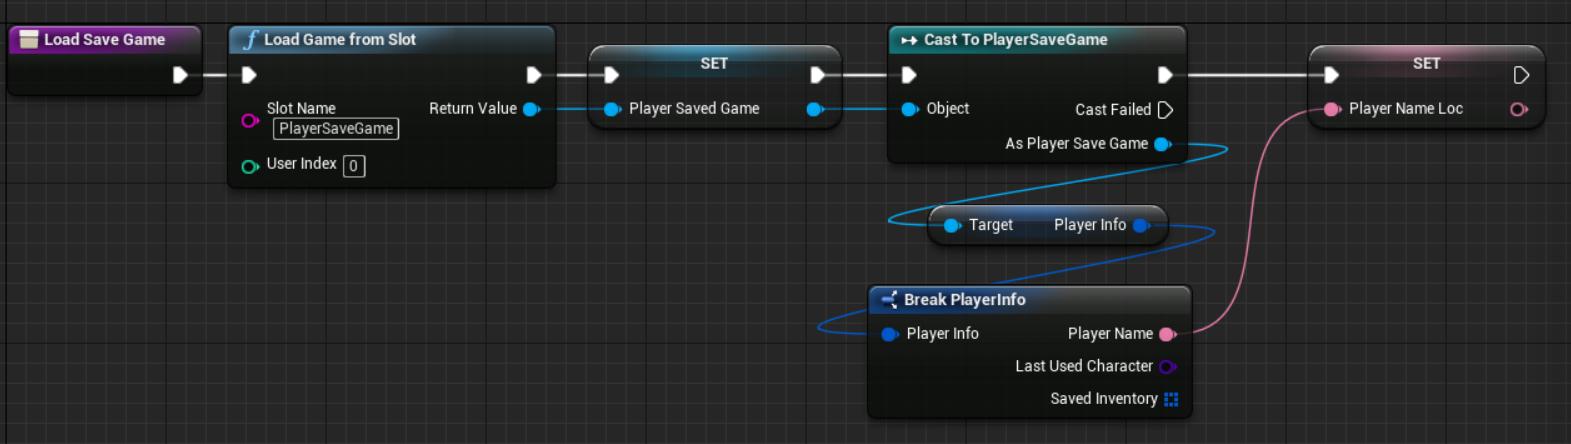 Load Save Game
Load Game from Slot
Slot Name
PlayerSaveGame
Return Value
User Index 0
SET
Player Saved Game
Cast To PlayerSaveGame
Object
Cast Failed
As Player Save Game
SET
Player Name Loc
Target Player Info
Break PlayerInfo
Player Info Player Name
Last Used Character
Saved Inventory